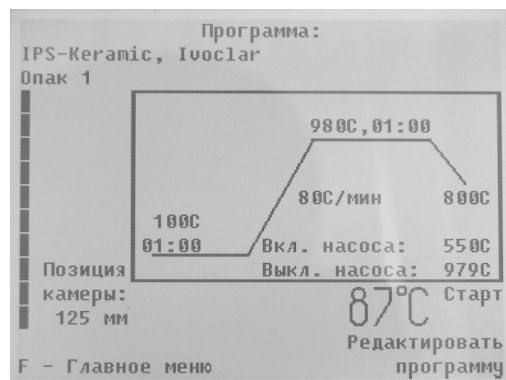 Программа:
IPS-Keramic, Ivoclar
Опак 1
980C,01:00
80C/мин
800C
100C
01:00
Вкл. насоса: 550C
Выкл. насоса: 979C
Позиция
камеры:
125 мм
87°C
Старт
Редактировать
программу
F - Главное меню